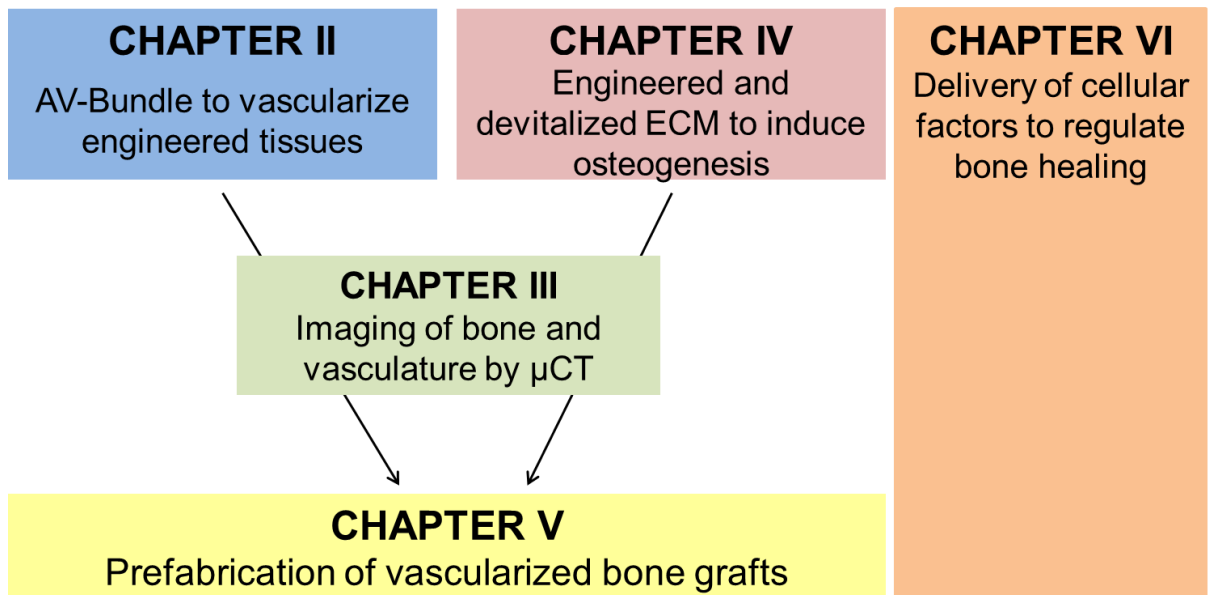 CHAPTER II
AV-Bundle to vascularize
engineered tissues
CHAPTER IV
Engineered and
devitalized ECM to induce
osteogenesis
CHAPTER VI
Delivery of cellular
factors to regulate
bone healing
CHAPTER III
Imaging of bone and
vasculature by µCT
CHAPTER V
Prefabrication of vascularized bone grafts